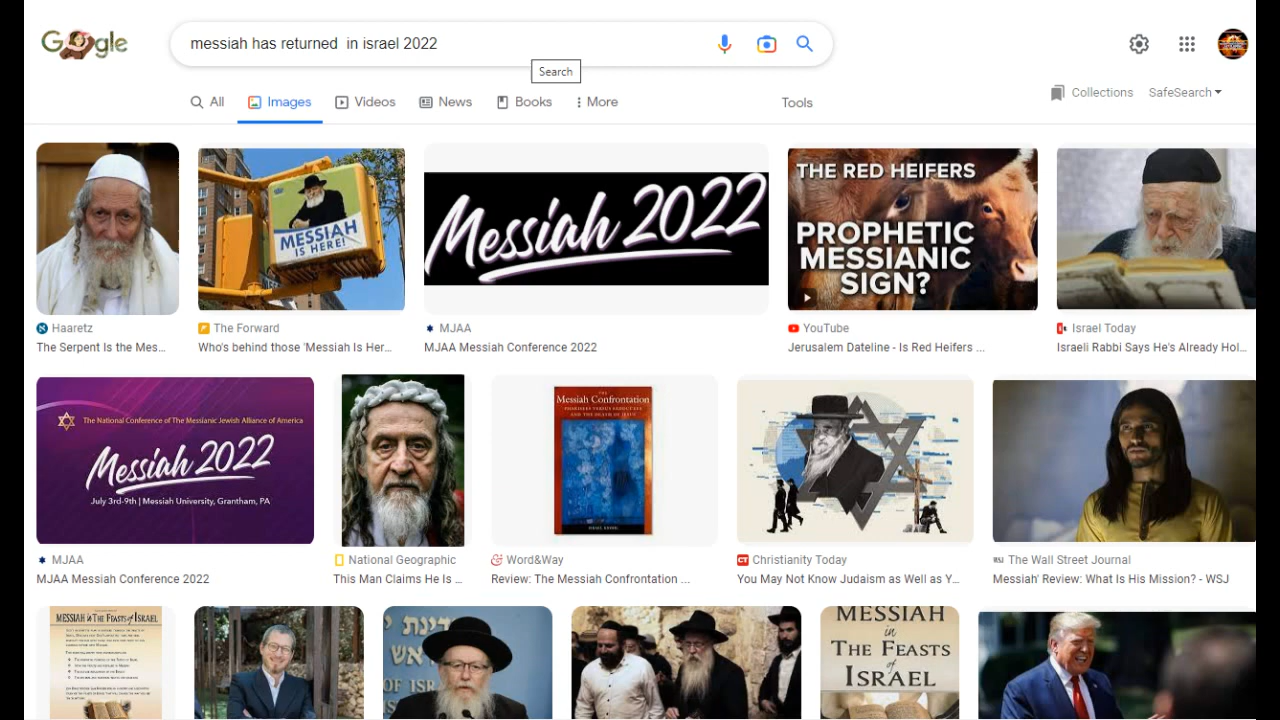 Google
messiah has returned  in israel 2022
Search
All
Images
Videos
News
Books
More
Tools
Collections
SafeSearch
MESSIAH
IS HERE!
Messiah 2022
THE RED HEIFERS
PROPHETIC
MESSIANIC
SIGN?
Haaretz
The Serpent Is the Mes...
The Forward
Who's behind those 'Messiah Is Her...
MJAA
MJAA Messiah Conference 2022
YouTube
Jerusalem Dateline - Is Red Heifers ...
Israel Today
Israeli Rabbi Says He's Already Hol...
The National Conference of The Messianic Jewish Alliance of America
Messiah 2022
July 3rd-9th | Messiah University, Grantham, PA
Messiah Confrontation
MJAA
MJAA Messiah Conference 2022
National Geographic
This Man Claims He Is ...
Word&Way
Review: The Messiah Confrontation ...
Christianity Today
You May Not Know Judaism as Well as Y...
WSJ
The Wall Street Journal
Messiah' Review: What Is His Mission? - WSJ
MESSIAH in THE FEASTS of ISRAEL
OF ISR
MESSIAH
in
THE FEASTS
of
ISRAEL